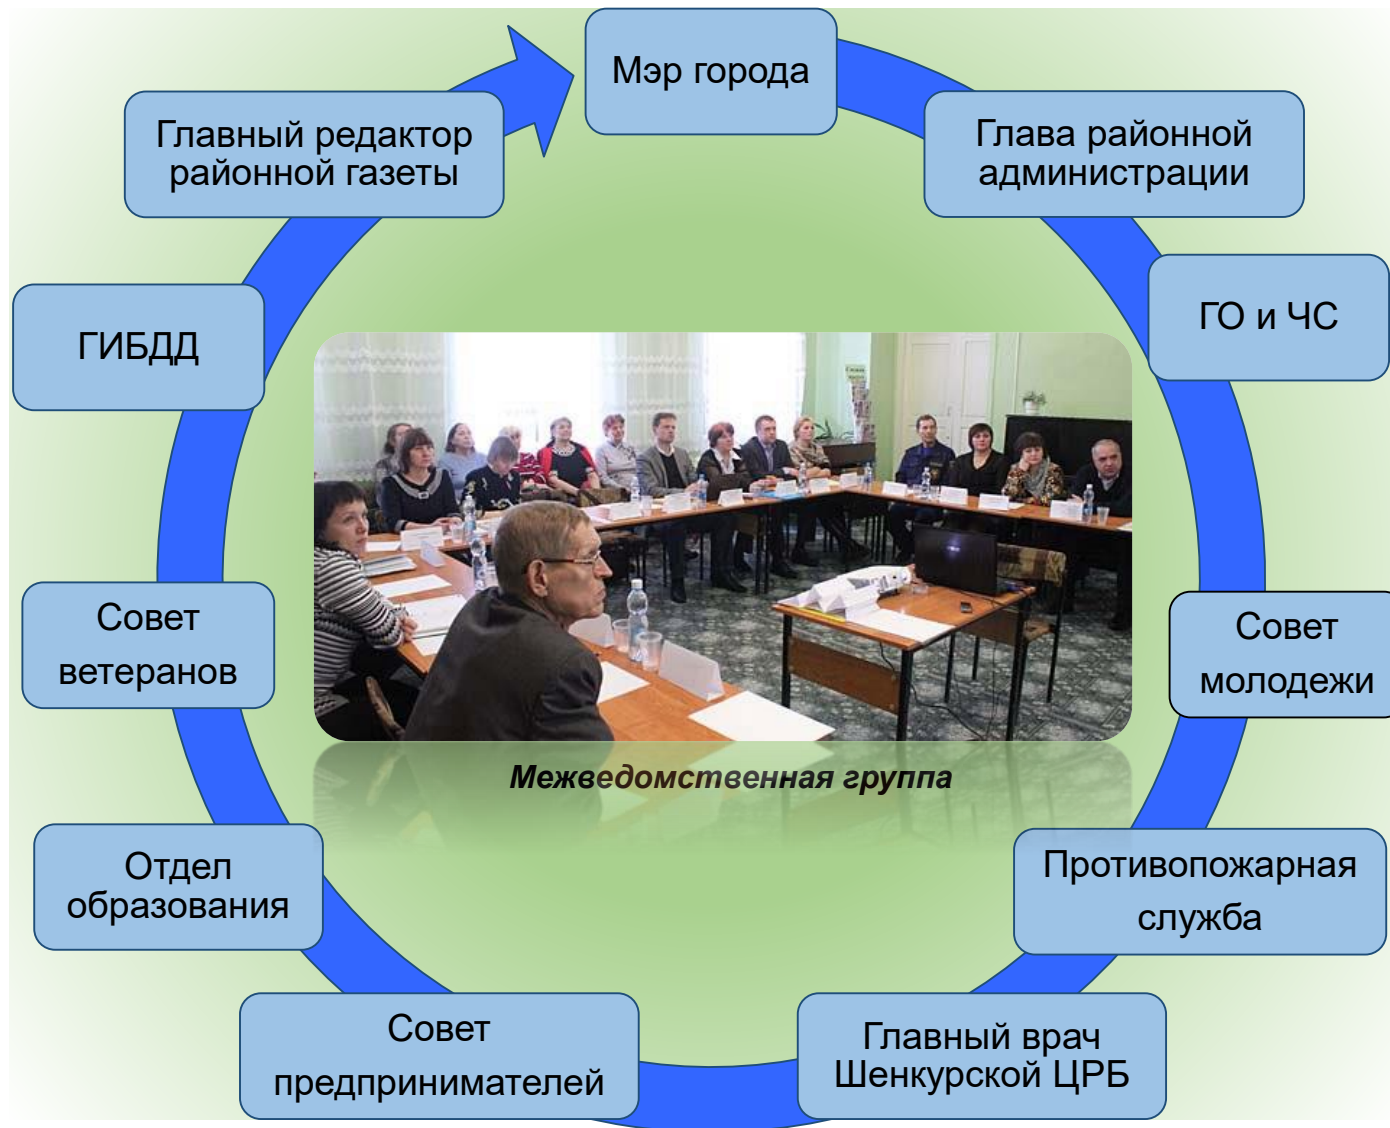 Мэр города
Глава районной
администрации
ГО и ЧС
Совет
молодежи
Противопожарная
служба
Главный врач
Шенкурской ЦРБ
Совет
предпринимателей
Отдел
образования
Совет
ветеранов
ГИБДД
Главный редактор
районной газеты
Межведомственная группа